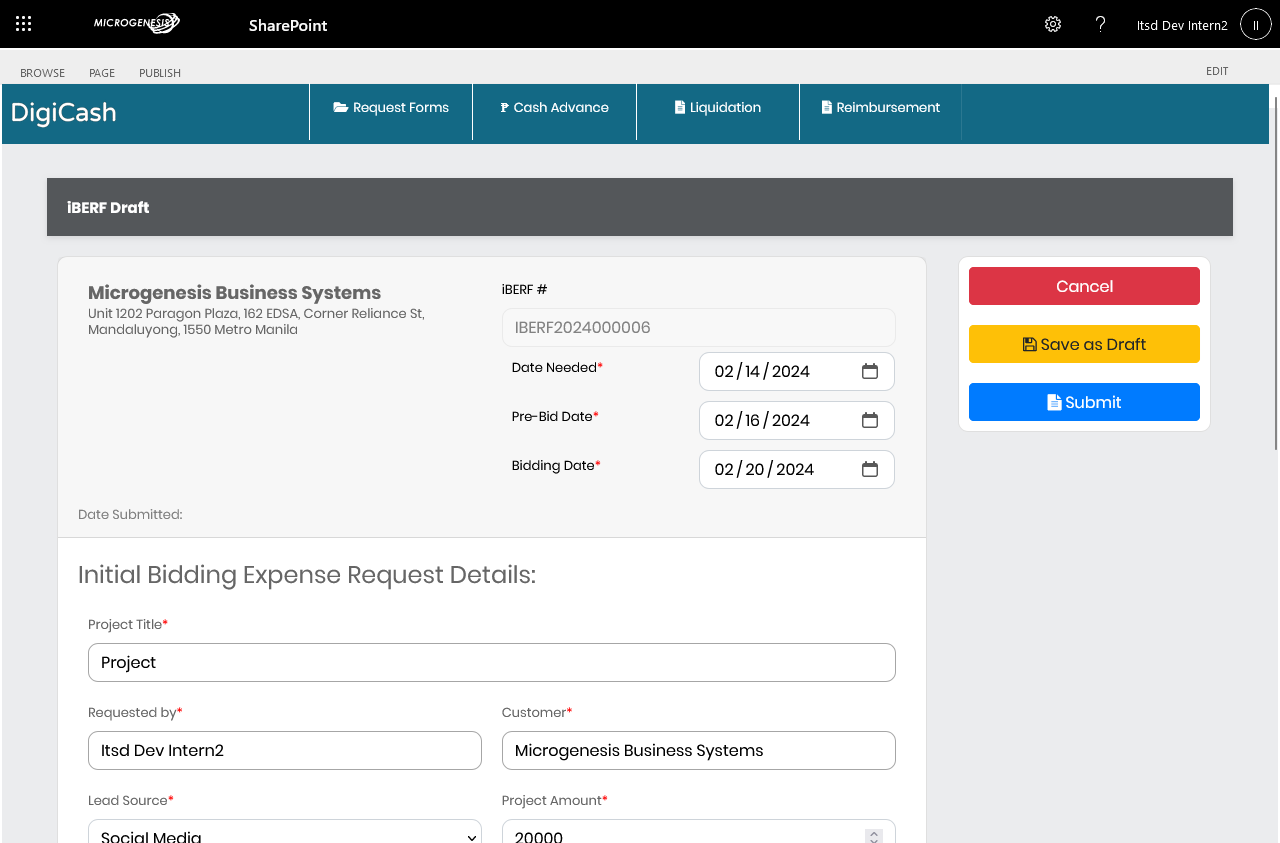 MICROGENESIS
SharePoint
?
Itsd Dev Intern2
II
BROWSE
PAGE
PUBLISH
EDIT
DigiCash
Request Forms
₱ Cash Advance
Liquidation
Reimbursement
iBERF Draft
Microgenesis Business Systems
Unit 1202 Paragon Plaza, 162 EDSA, Corner Reliance St,
Mandaluyong, 1550 Metro Manila
iBERF #
IBERF2024000006
Date Needed*
02/14/2024
Pre-Bid Date*
02/16/2024
Bidding Date*
02/20/2024
Date Submitted:
Cancel
Save as Draft
Submit
Initial Bidding Expense Request Details:
Project Title*
Project
Requested by*
Itsd Dev Intern2
Customer*
Microgenesis Business Systems
Lead Source*
Social Media
Project Amount*
20000